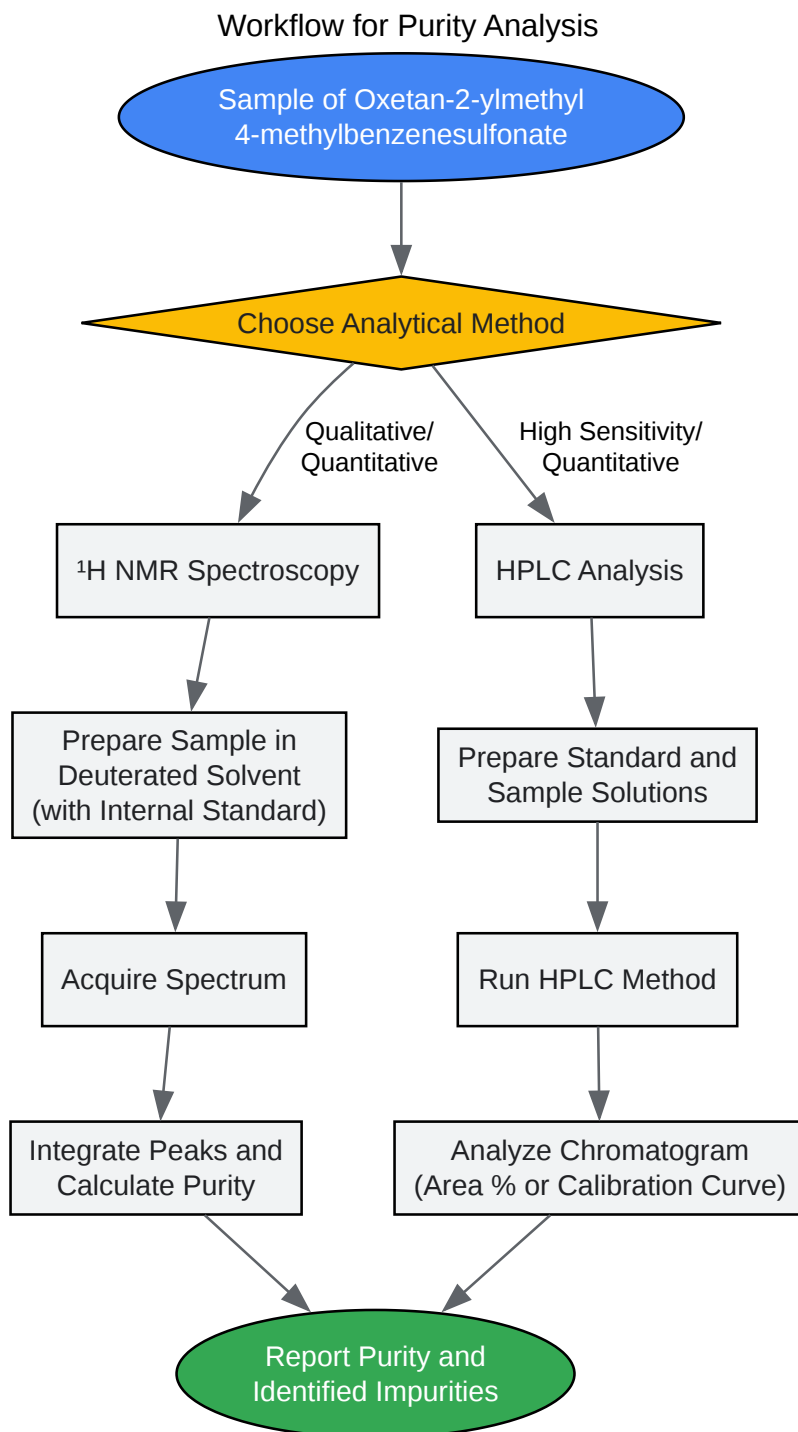 Workflow for Purity Analysis
Sample of Oxetan-2-ylmethyl
4-methylbenzenesulfonate
Choose Analytical Method
Qualitative/
Quantitative
High Sensitivity/
Quantitative
¹H NMR Spectroscopy
HPLC Analysis
Prepare Sample in
Deuterated Solvent
(with Internal Standard)
Prepare Standard and
Sample Solutions
Acquire Spectrum
Run HPLC Method
Integrate Peaks and
Calculate Purity
Analyze Chromatogram
(Area % or Calibration Curve)
Report Purity and
Identified Impurities